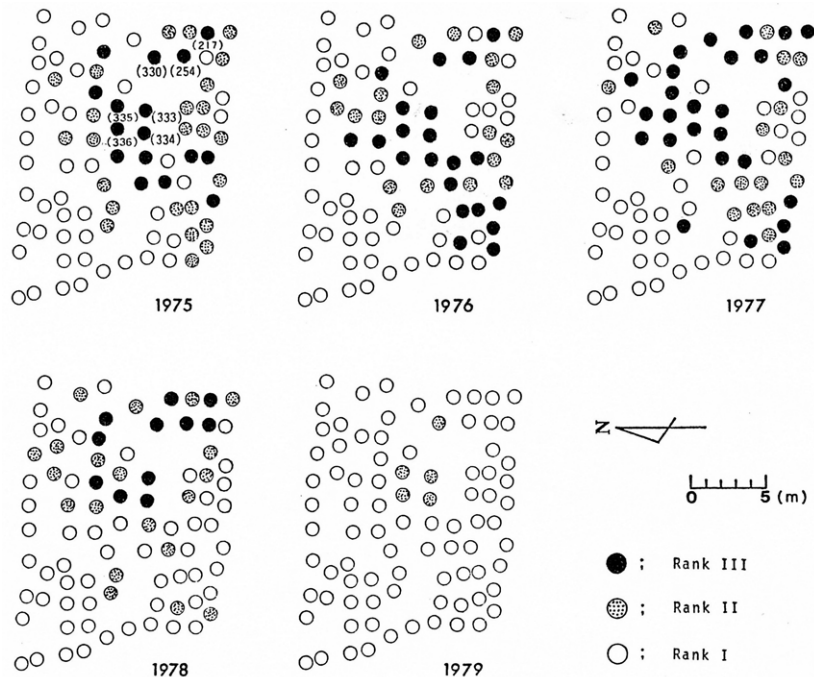 (217)
(330) (254)
(335) (333)
(336) (334)
1975
1976
1977
1978
1979
N
0 5 (m)
; Rank III
; Rank II
; Rank I